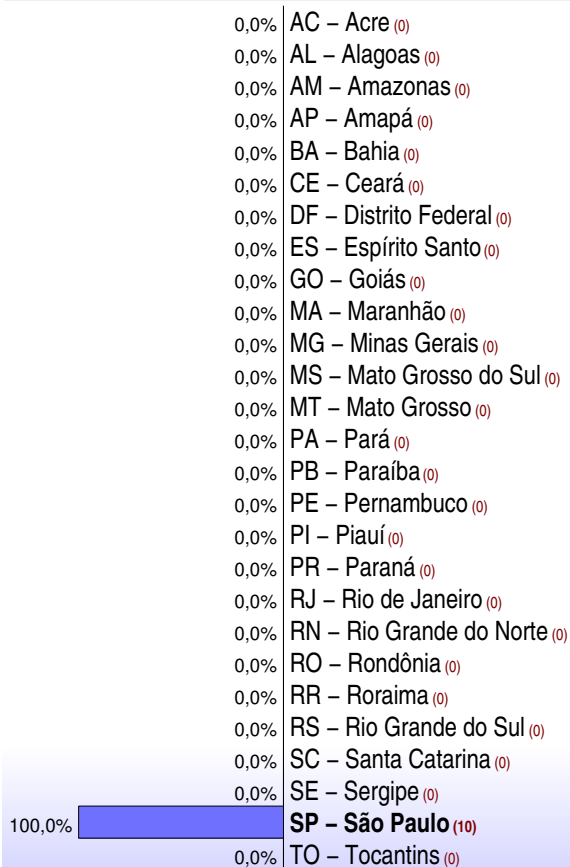 0,0% AC – Acre (0)
0,0% AL – Alagoas (0)
0,0% AM – Amazonas (0)
0,0% AP – Amapá (0)
0,0% BA – Bahia (0)
0,0% CE – Ceará (0)
0,0% DF – Distrito Federal (0)
0,0% ES – Espírito Santo (0)
0,0% GO – Goiás (0)
0,0% MA – Maranhão (0)
0,0% MG – Minas Gerais (0)
0,0% MS – Mato Grosso do Sul (0)
0,0% MT – Mato Grosso (0)
0,0% PA – Pará (0)
0,0% PB – Paraíba (0)
0,0% PE – Pernambuco (0)
0,0% PI – Piauí (0)
0,0% PR – Paraná (0)
0,0% RJ – Rio de Janeiro (0)
0,0% RN – Rio Grande do Norte (0)
0,0% RO – Rondônia (0)
0,0% RR – Roraima (0)
0,0% RS – Rio Grande do Sul (0)
0,0% SC – Santa Catarina (0)
0,0% SE – Sergipe (0)
100,0% SP – São Paulo (10)
0,0% TO – Tocantins (0)